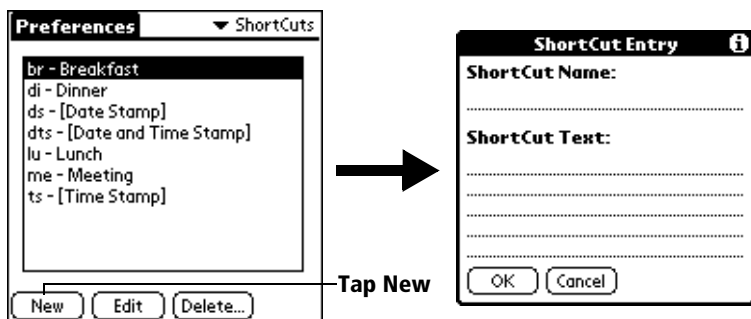 Preferences ShortCuts
br - Breakfast
di - Dinner
ds - [Date Stamp]
dts - [Date and Time Stamp]
lu - Lunch
me - Meeting
ts - [Time Stamp]
New Edit Delete...
Tap New
ShortCut Entry i
ShortCut Name:
ShortCut Text:
OK Cancel